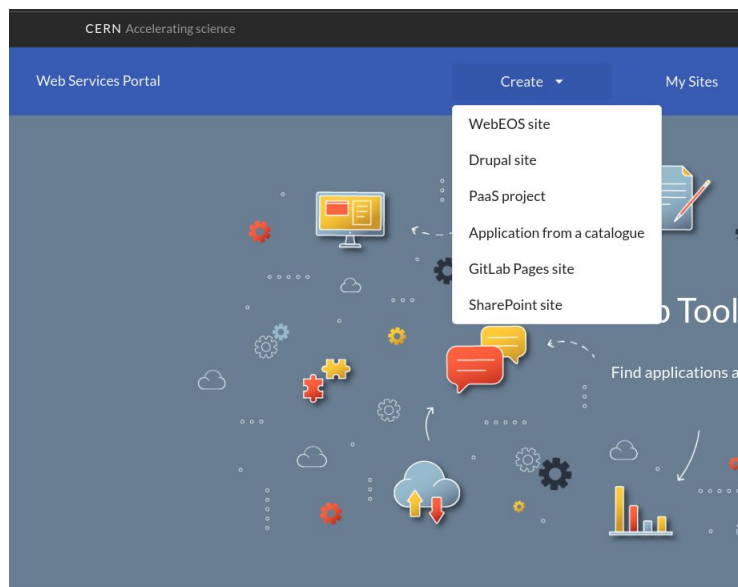 CERN Accelerating science
Web Services Portal
Create
My Sites
WebEOS site
Drupal site
PaaS project
Application from a catalogue
GitLab Pages site
SharePoint site
Tool
Find applications a